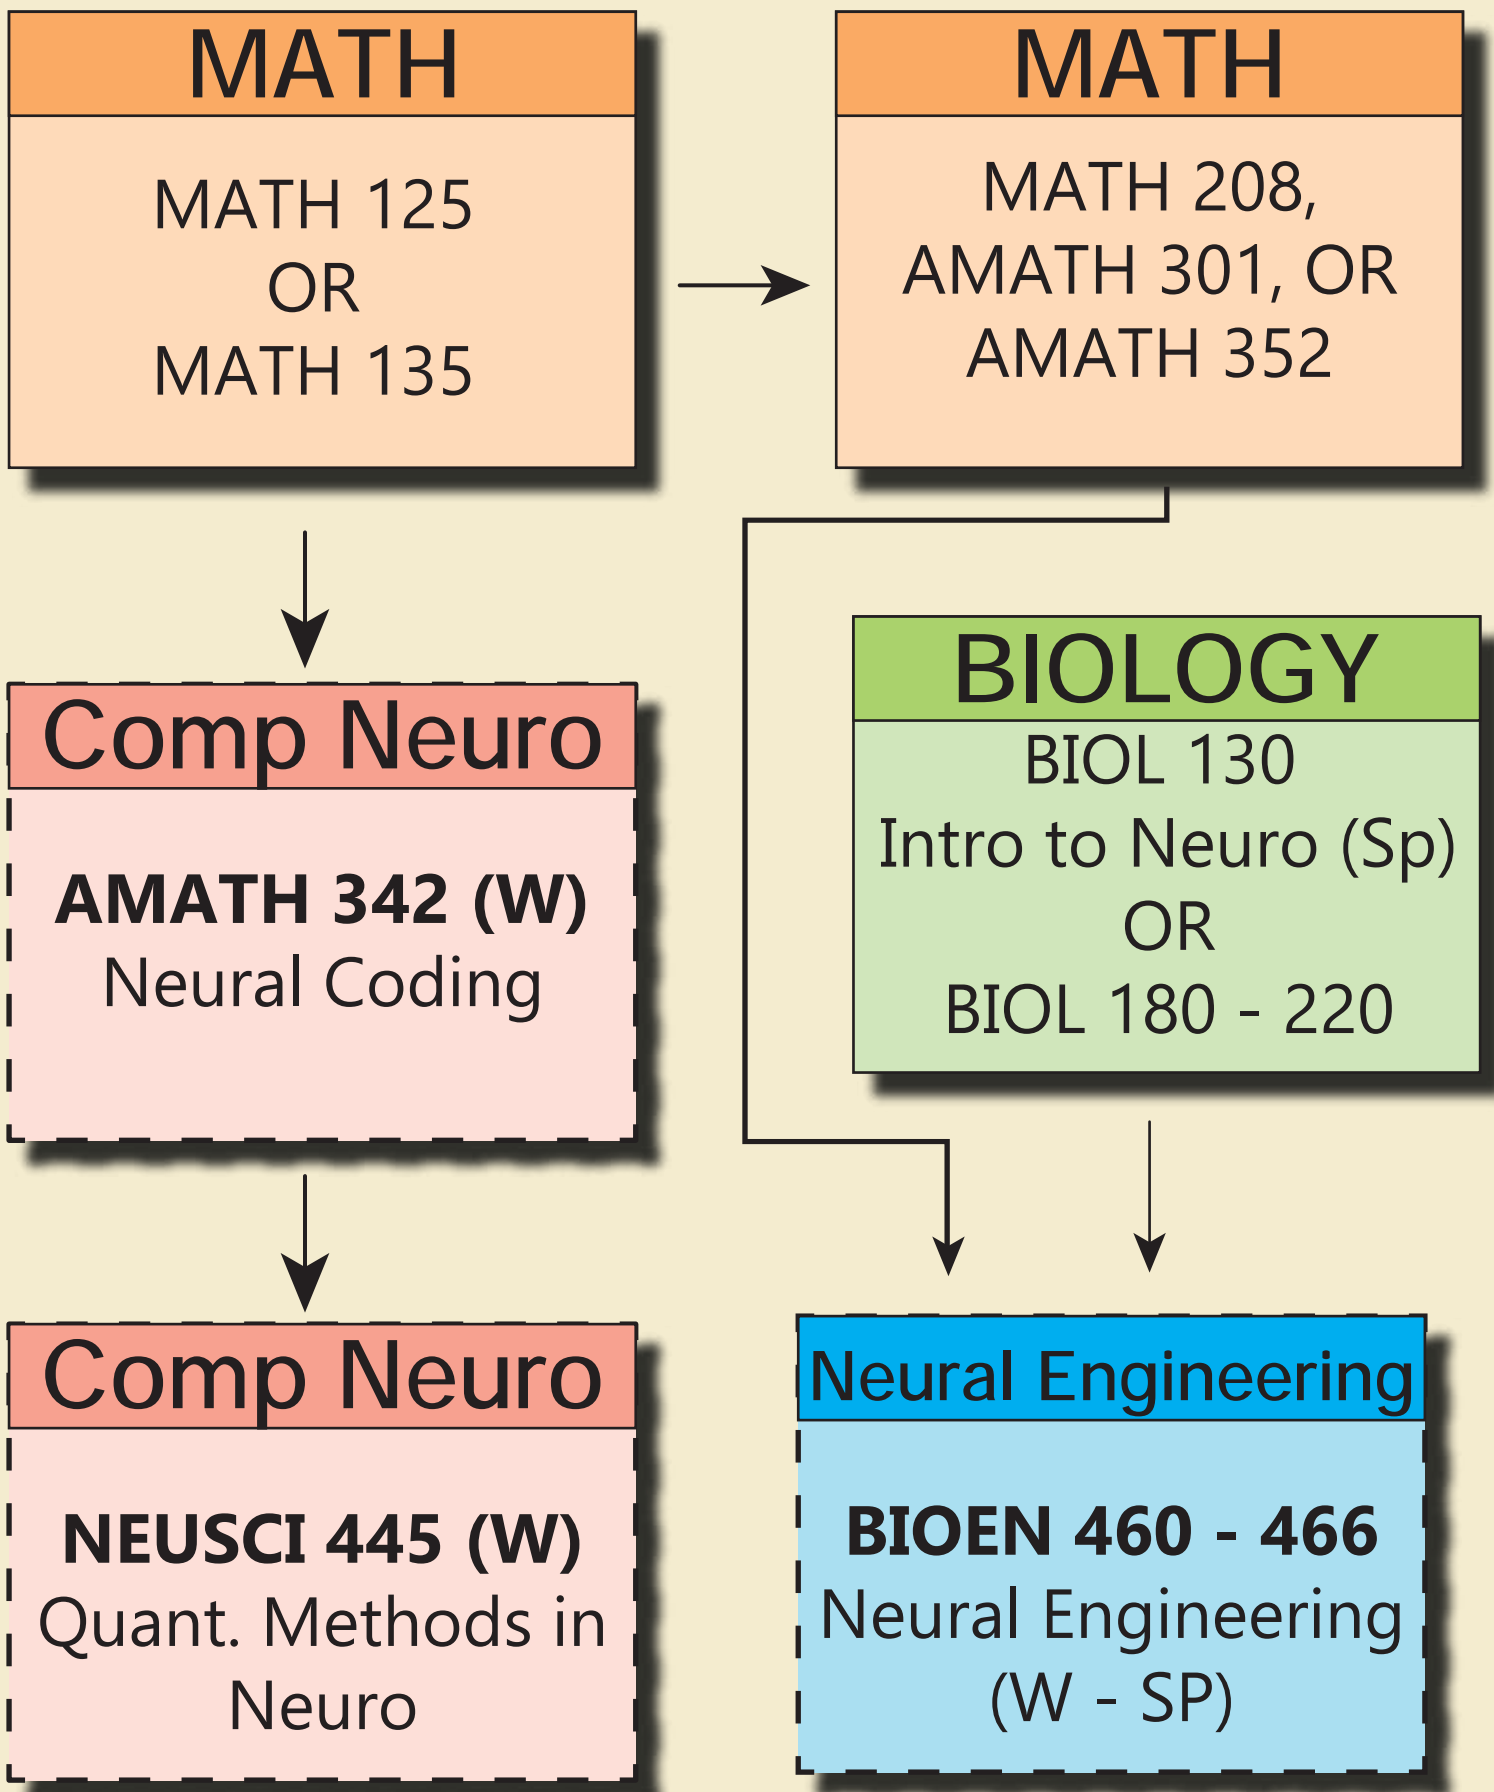 MATH
MATH 125
OR
MATH 135
MATH
MATH 208,
AMATH 301, OR
AMATH 352
Comp Neuro
AMATH 342 (W)
Neural Coding
BIOLOGY
BIOL 130
Intro to Neuro (Sp)
OR
BIOL 180 - 220
Comp Neuro
NEUSCI 445 (W)
Quant. Methods in
Neuro
Neural Engineering
BIOEN 460 - 466
Neural Engineering
(W - SP)